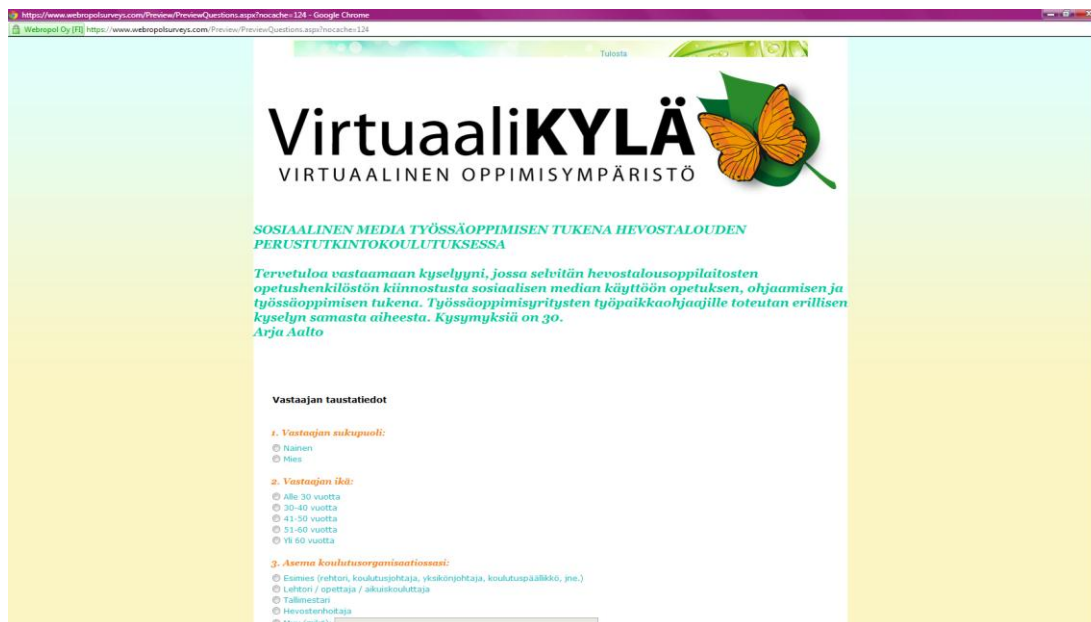 https://www.webropolsurveys.com/Preview/PreviewQuestions.aspx?nocache=124 - Google Chrome
Webropol Oy [FI] https://www.webropolsurveys.com/Preview/PreviewQuestions.aspx?nocache=124
Tulosta
VirtuaaliKYLÄ
VIRTUAALINEN OPPIMISYMPÄRISTÖ
SOSIAALINEN MEDIA TYÖSSÄOPPIMISEN TUKENA HEVOSTALOUDEN
PERUSTUTKINTOKOULUTUKSESSA
Tervetuloa vastaamaan kyselyyni, jossa selvitän hevostalousoppilaitosten
opetushenkilöstön kiinnostusta sosiaalisen median käyttöön opetuksen, ohjaamisen ja
työssäoppimisen tukena. Työssäoppimisyritysten työpaikkaohjaajille toteutan erillisen
kyselyn samasta aiheesta. Kysymyksiä on 30.
Arja Aalto
Vastaajan taustatiedot
1. Vastaajan sukupuoli:
Nainen
Mies
2. Vastaajan ikä:
Alle 30 vuotta
30-40 vuotta
41-50 vuotta
51-60 vuotta
Yli 60 vuotta
3. Asema koulutusorganisaatiossasi:
Esimies (rehtori, koulutusjohtaja, yksikönjohtaja, koulutuspäällikkö, jne.)
Lehtori / opettaja / aikuiskouluttaja
Tallimestari
Hevostenhoitaja